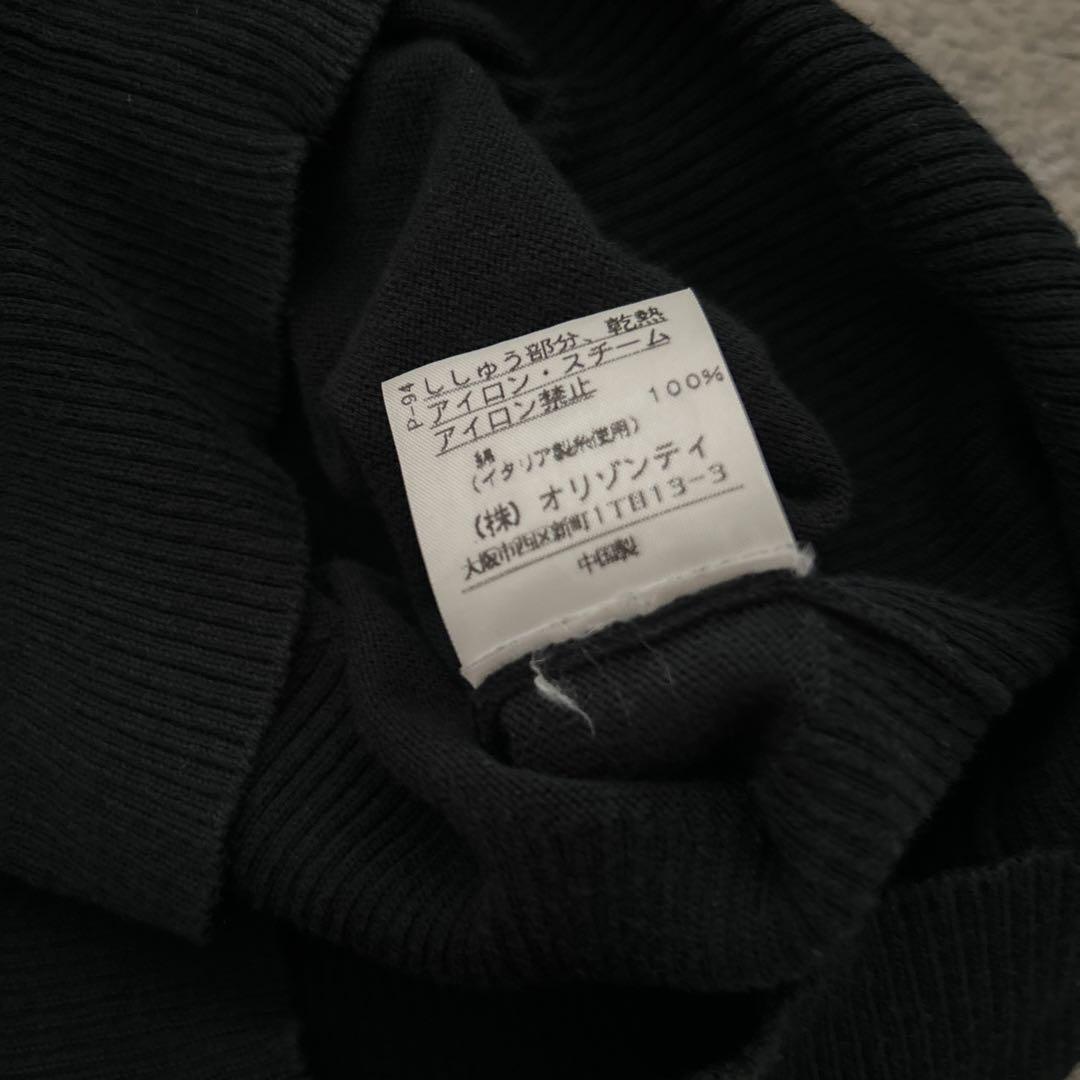 P-94
ししゅう部分、乾熱
アイロン・スチーム
アイロン禁止
綿 100%
(イタリア製糸使用)
(株)オリゾンティ
大阪市西区新町1丁目13-3
中国製